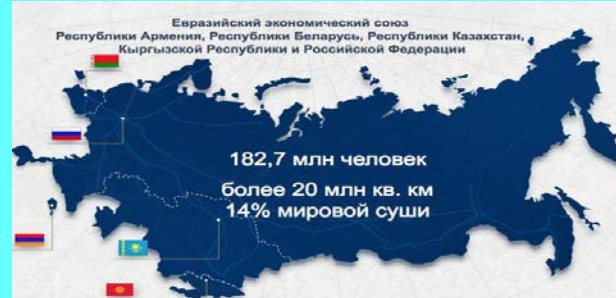 Евразийский экономический союз
Республики Армения, Республики Беларусь, Республики Казахстан,
Кыргызской Республики и Российской Федерации
182,7 млн человек
более 20 млн кв. км
14% мировой суши